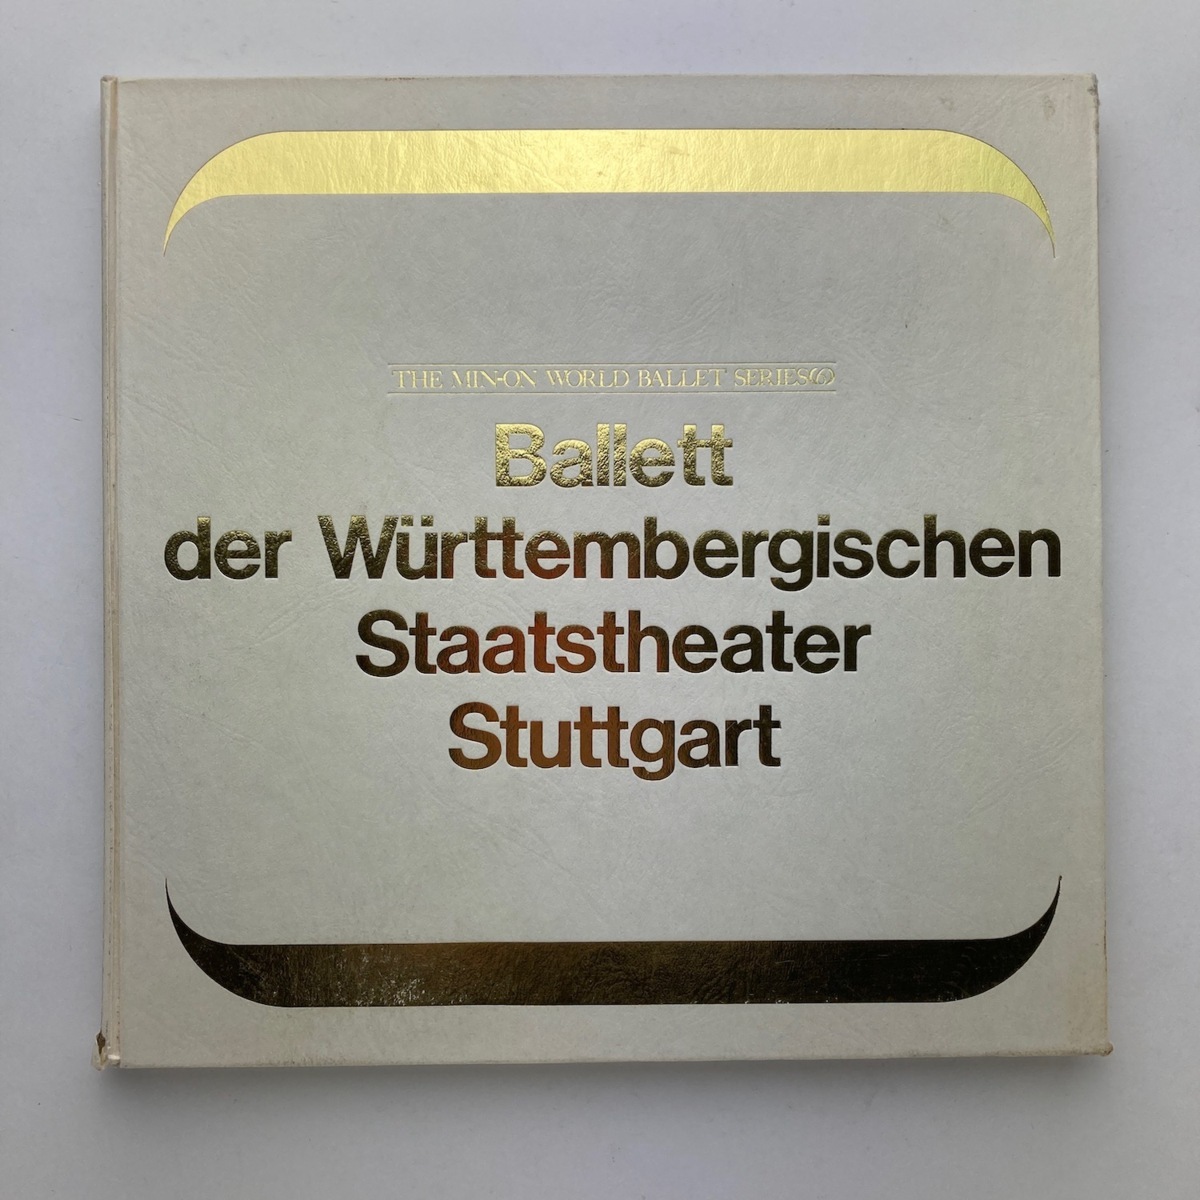 THE MIN-ON WORLD BALLET SERIES(6)
Ballett
der Württembergischen
Staatstheater
Stuttgart